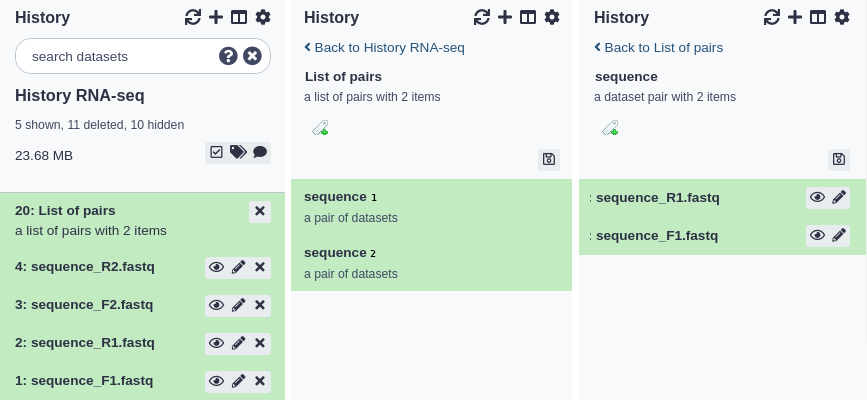 History
search datasets
History RNA-seq
5 shown, 11 deleted, 10 hidden
23.68 MB
20: List of pairs
a list of pairs with 2 items
4: sequence_R2.fastq
3: sequence_F2.fastq
2: sequence_R1.fastq
1: sequence_F1.fastq
History
Back to History RNA-seq
List of pairs
a list of pairs with 2 items
sequence 1
a pair of datasets
sequence 2
a pair of datasets
History
Back to List of pairs
sequence
a dataset pair with 2 items
: sequence_R1.fastq
: sequence_F1.fastq